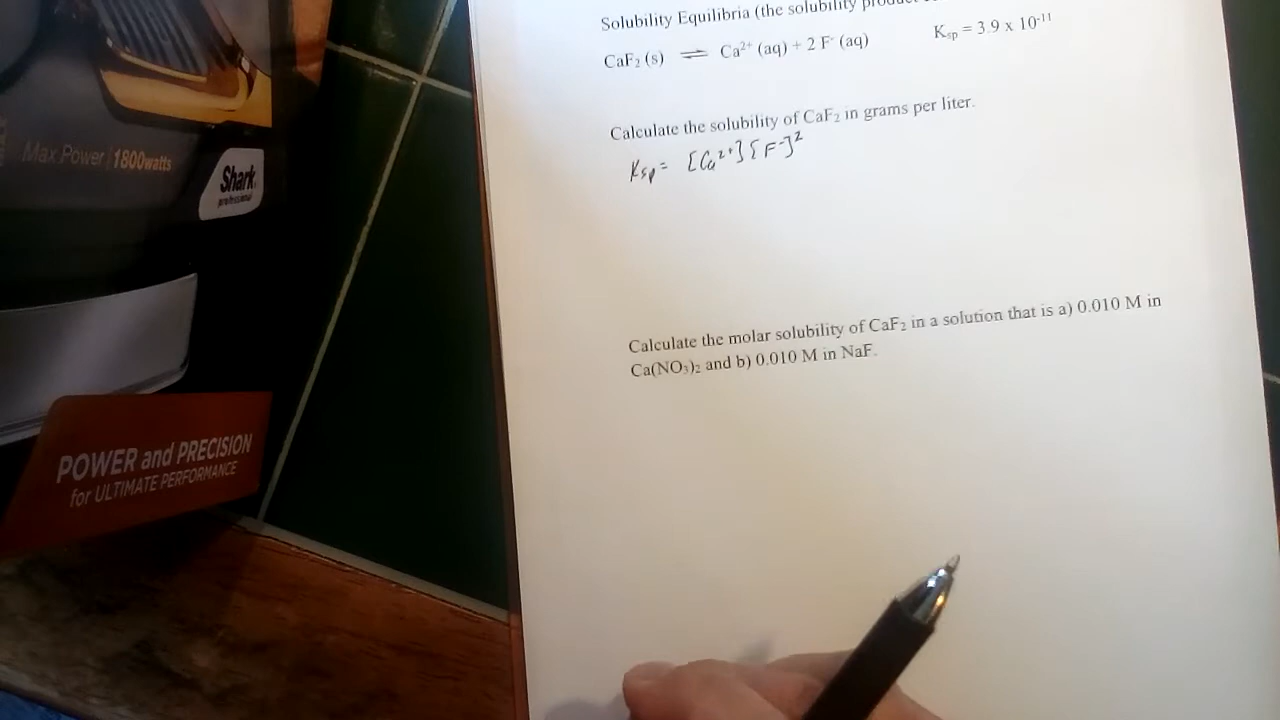 Solubility Equilibria (the solubility product
CaF₂ (s) ⇌ Ca²⁺ (aq) + 2 F⁻ (aq) Ksp = 3.9 x 10⁻¹¹
Calculate the solubility of CaF₂ in grams per liter.
Ksp = [Ca²⁺][F⁻]²
Calculate the molar solubility of CaF₂ in a solution that is a) 0.010 M in
Ca(NO₃)₂ and b) 0.010 M in NaF.
Max Power | 1800watts
Shark
professional
POWER and PRECISION
for ULTIMATE PERFORMANCE